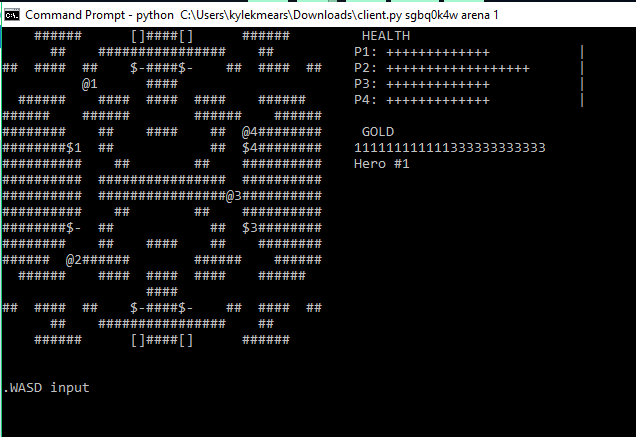 Command Prompt - python  C:\Users\kylekmears\Downloads\client.py sgbq0k4w arena 1
    ######      []####[]      ######         HEALTH
      ##    ################    ##          P1: +++++++++++++           |
##  ####  ##    $-####$-    ##  ####  ##    P2: ++++++++++++++++++      |
          @1      ####                      P3: +++++++++++++           |
  ######    ####  ####  ####    ######      P4: +++++++++++++           |
######    ######        ######    ######
########    ##    ####    ##  @4########     GOLD
########$1  ##            ##  $4########    111111111111333333333333
##########    ##        ##    ##########    Hero #1
##########  ################  ##########
##########  ################@3##########
##########    ##        ##    ##########
########$-  ##            ##  $3########
########    ##    ####    ##    ########
######  @2######        ######    ######
  ######    ####  ####  ####    ######
                  ####
##  ####  ##    $-####$-    ##  ####  ##
      ##    ################    ##
    ######      []####[]      ######
.WASD input